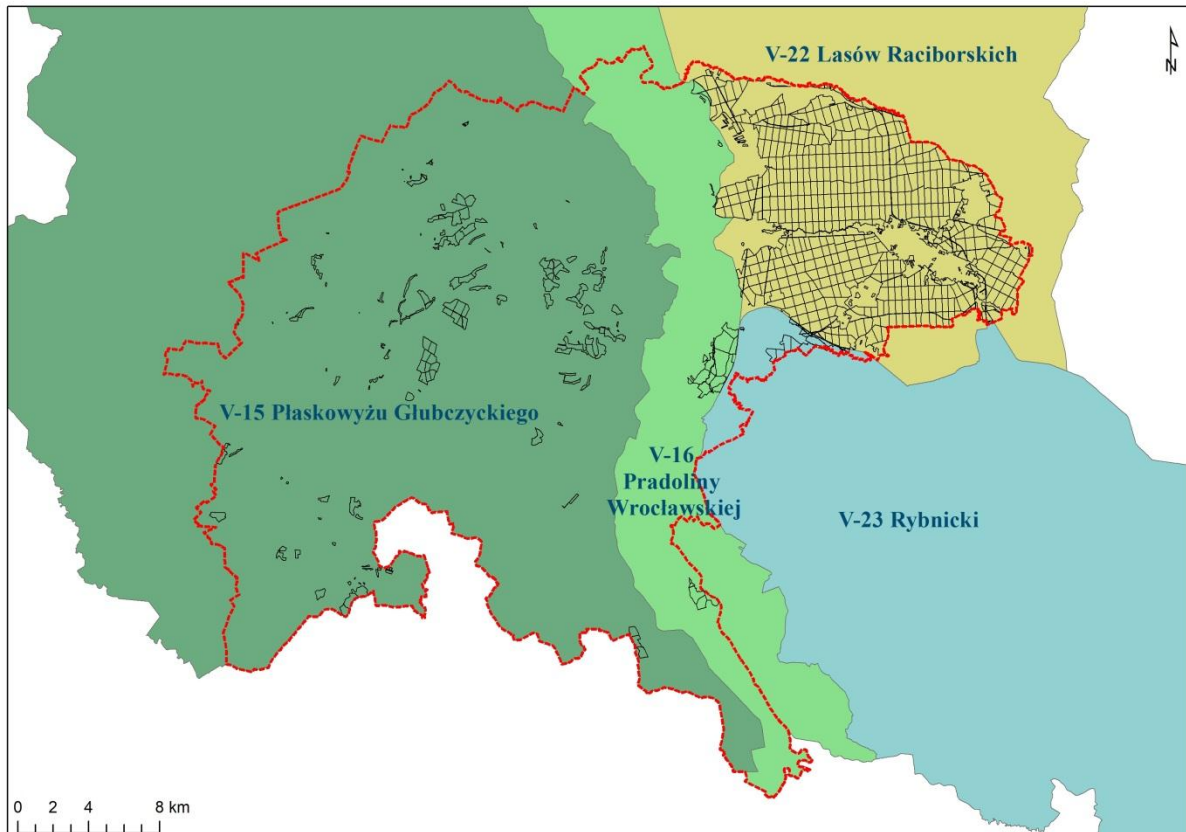 V-22 Lasów Raciborskich
N
V-15 Płaskowyżu Głubczyckiego
V-16
Pradoliny
Wrocławskiej
V-23 Rybnicki
0 2 4 8 km